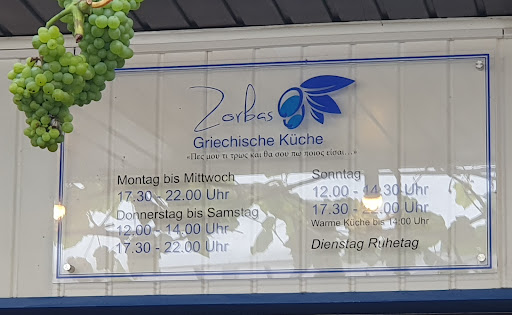 Zorbas
Griechische Küche
«Πες μου τι τρως και θα σου πω ποιος είσαι...»
Montag bis Mittwoch
17.30 - 22.00 Uhr
Donnerstag bis Samstag
12.00 - 14.00 Uhr
17.30 - 22.00 Uhr
Sonntag
12.00 - 14:30 Uhr
17.30 - 22.00 Uhr
Warme Küche bis 14:00 Uhr
Dienstag Ruhetag